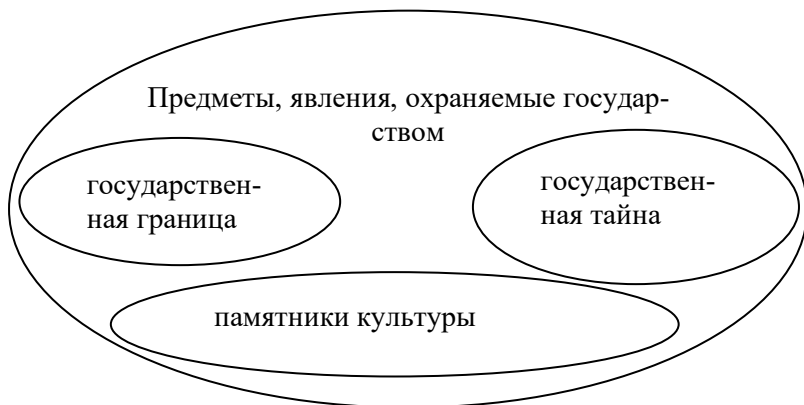 Предметы, явления, охраняемые государ-
ством
государствен-
ная граница
государствен-
ная тайна
памятники культуры